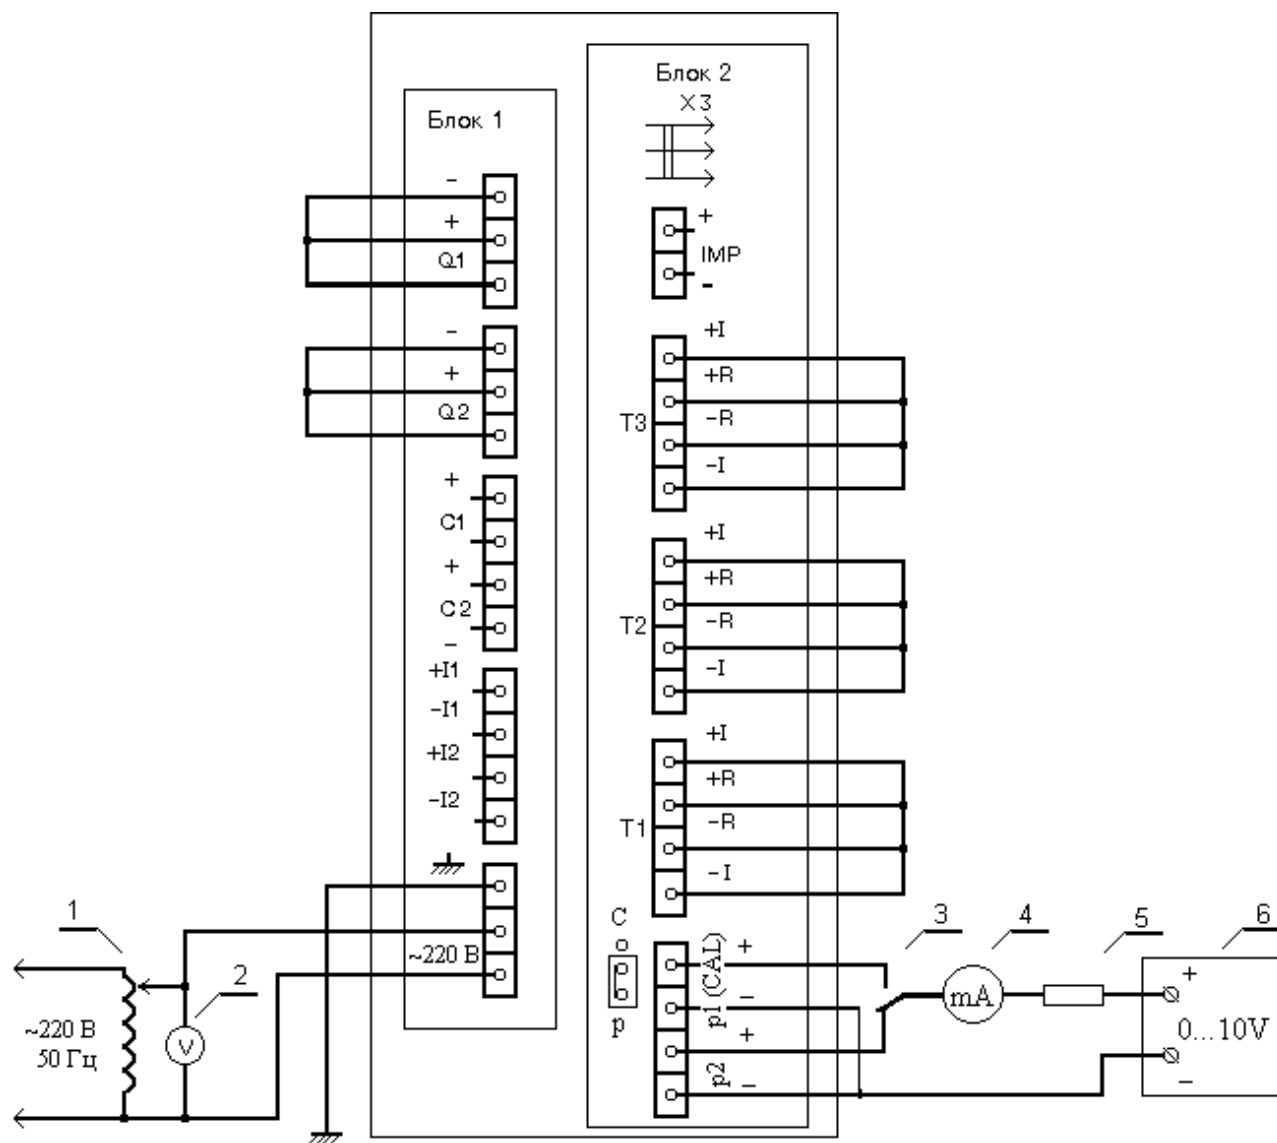 Блок 2
X3
Блок 1
-
+
Q1
+
IMP
-
-
+
Q2
+I
+R
T3
-R
-I
+
C1
+
C2
-
+I
+R
T2
-R
-I
+I1
-I1
+I2
-I2
+I
+R
T1
-R
-I
~220 В
C
p
p1 (CAL)
+
-
p2
+
-
1
2
~220 В
50 Гц
V
3
4
5
6
mA
+
0...10V
-